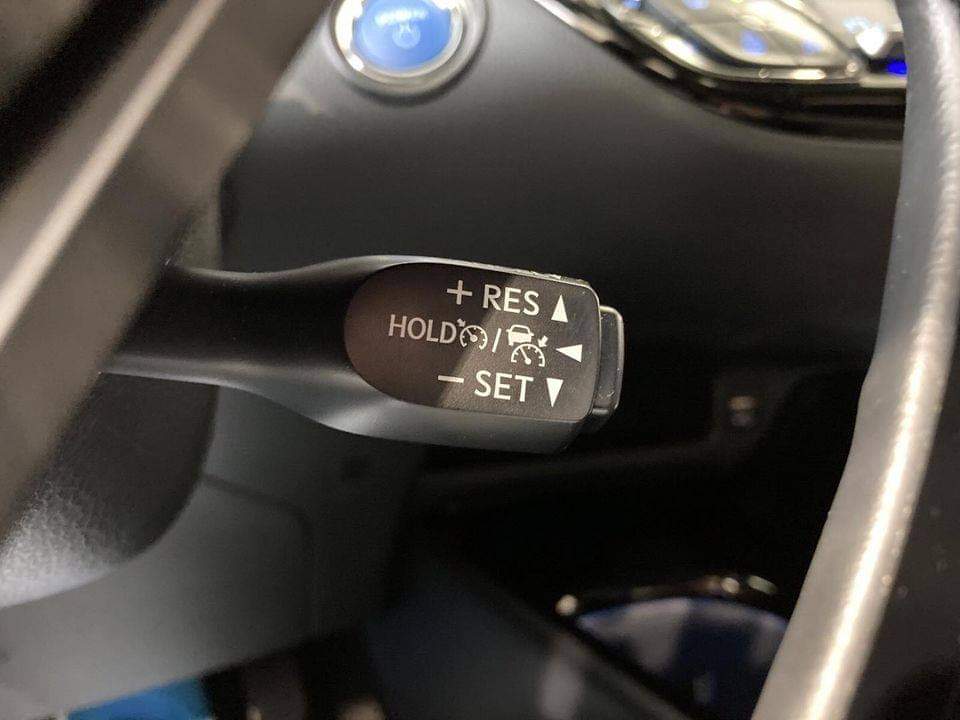 + RES
HOLD /
− SET